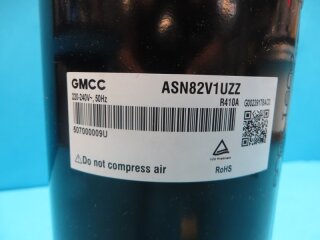 GMCC ASN82V1UZZ
220-240V~, 50Hz R410A
507000009U
⚠Do not compress air RoHS